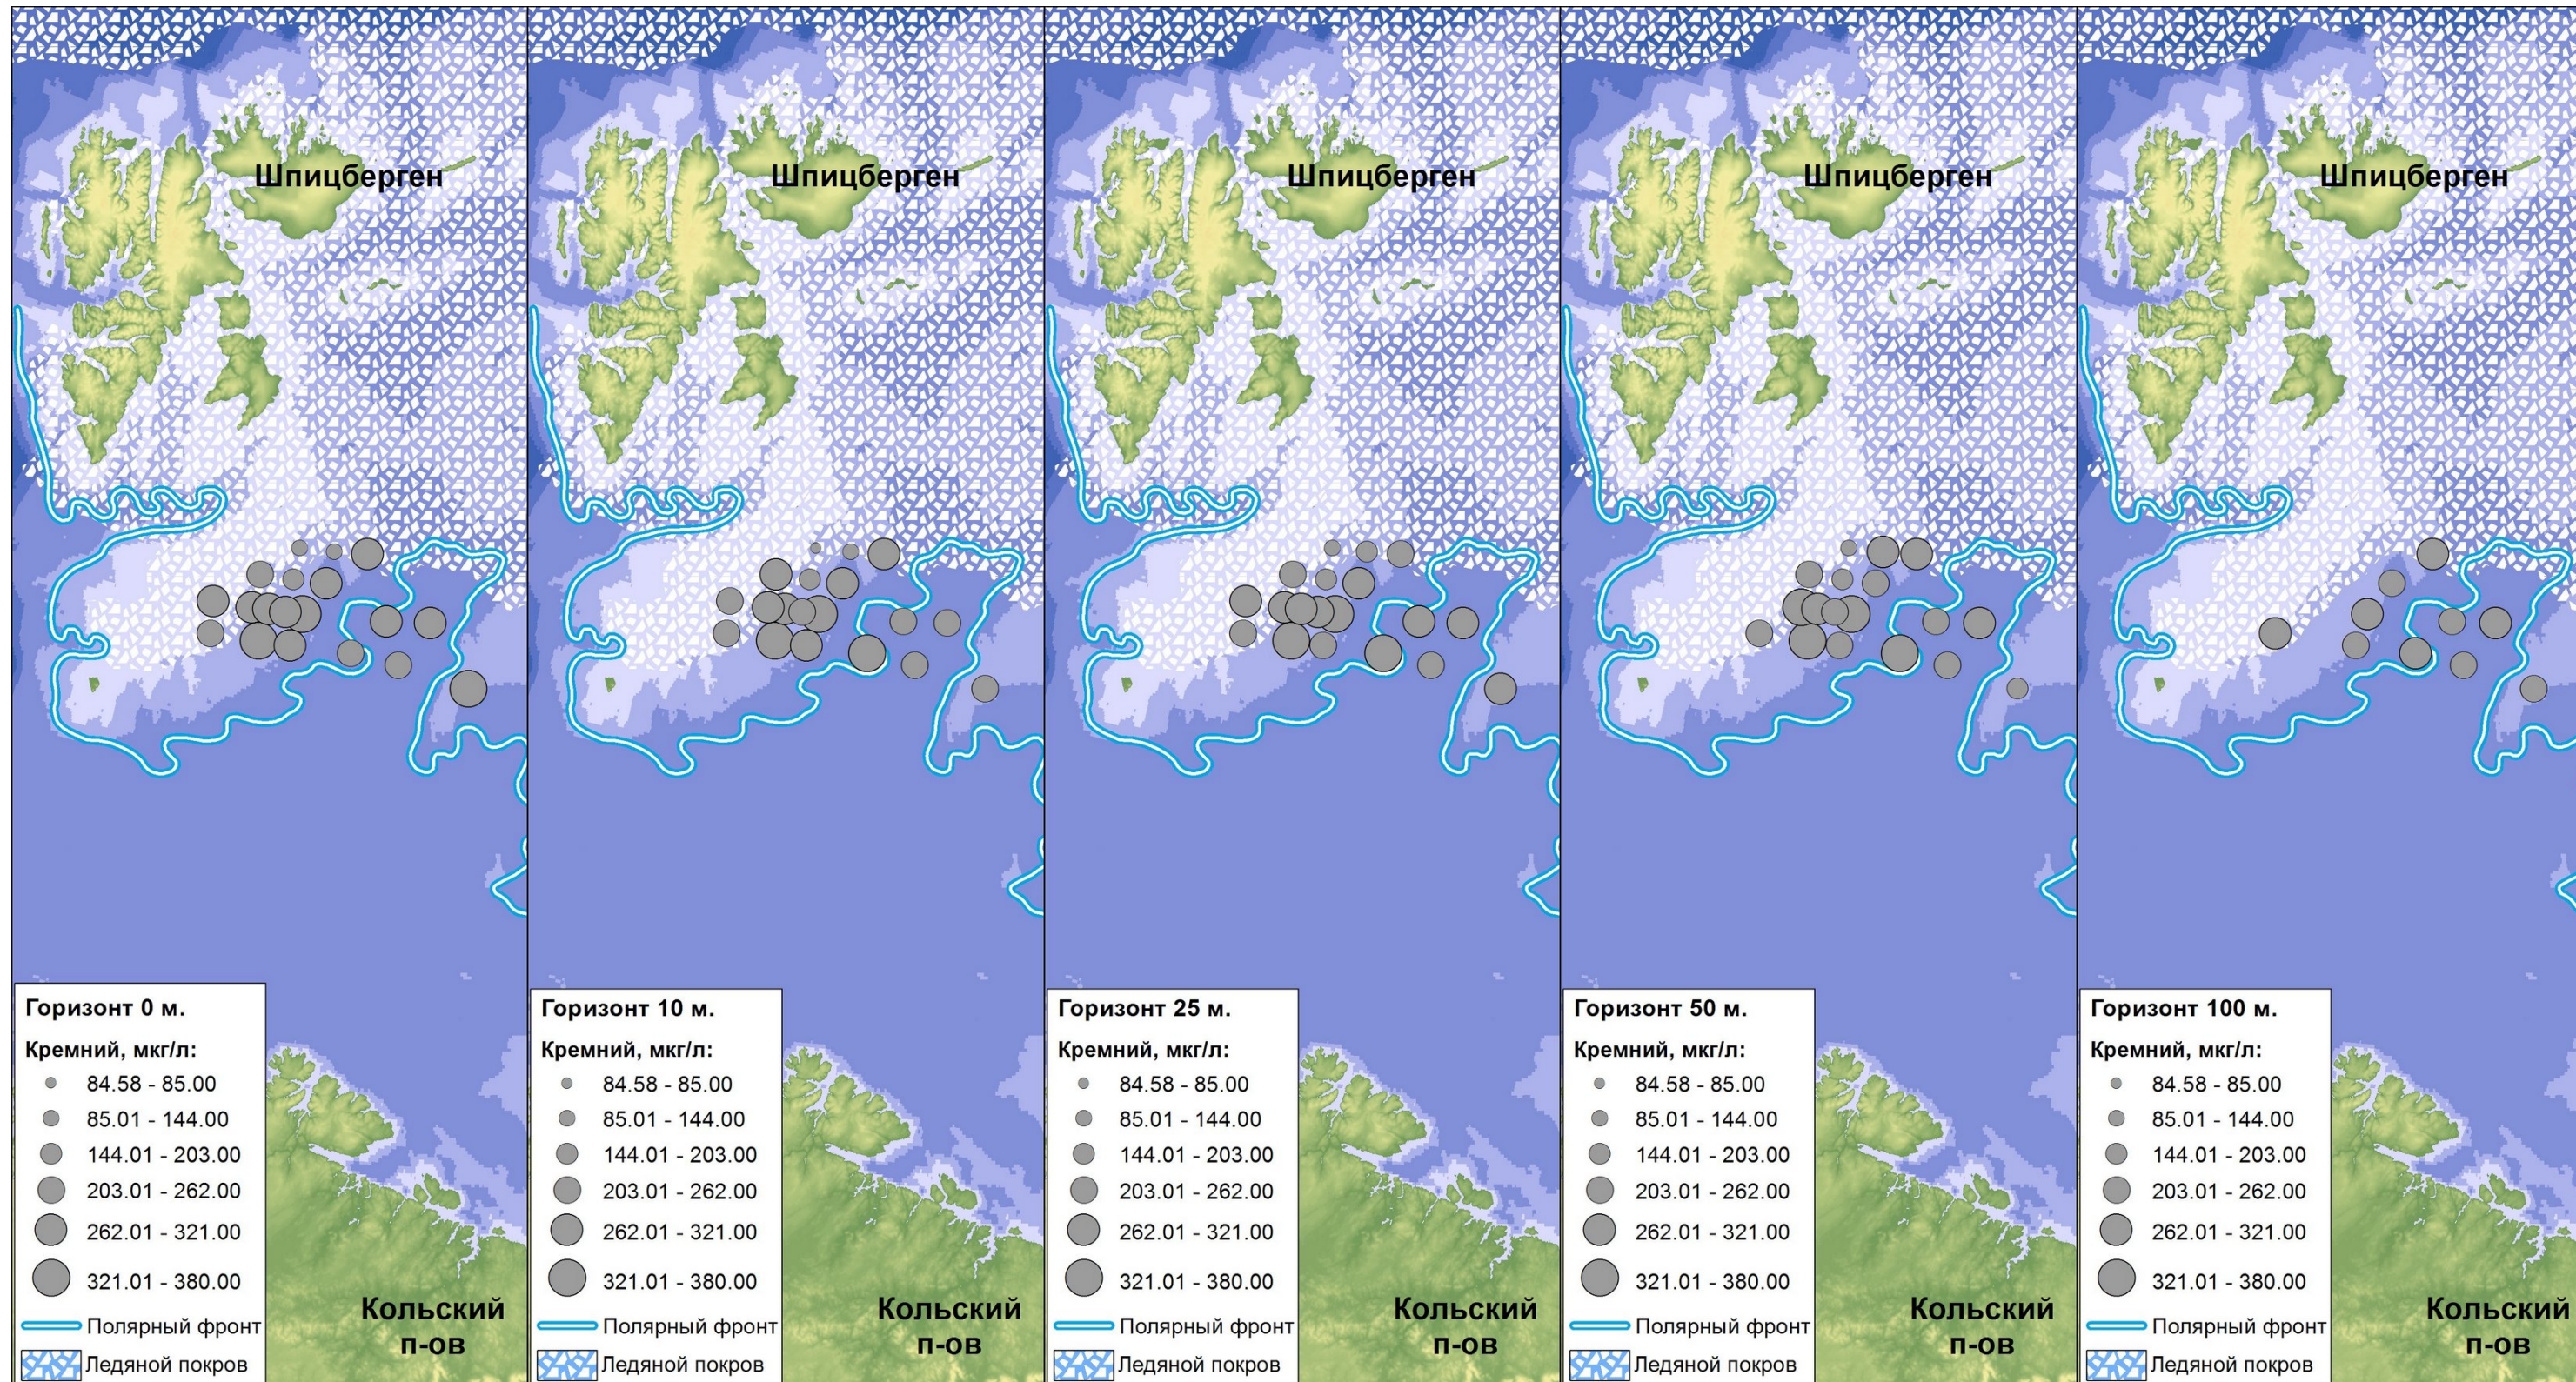 Шпицберген
Горизонт 0 м.
Кремний, мкг/л:
84.58 - 85.00
85.01 - 144.00
144.01 - 203.00
203.01 - 262.00
262.01 - 321.00
321.01 - 380.00
Полярный фронт
Ледяной покров
Кольский
п-ов
Шпицберген
Горизонт 10 м.
Кремний, мкг/л:
84.58 - 85.00
85.01 - 144.00
144.01 - 203.00
203.01 - 262.00
262.01 - 321.00
321.01 - 380.00
Полярный фронт
Ледяной покров
Кольский
п-ов
Шпицберген
Горизонт 25 м.
Кремний, мкг/л:
84.58 - 85.00
85.01 - 144.00
144.01 - 203.00
203.01 - 262.00
262.01 - 321.00
321.01 - 380.00
Полярный фронт
Ледяной покров
Кольский
п-ов
Шпицберген
Горизонт 50 м.
Кремний, мкг/л:
84.58 - 85.00
85.01 - 144.00
144.01 - 203.00
203.01 - 262.00
262.01 - 321.00
321.01 - 380.00
Полярный фронт
Ледяной покров
Кольский
п-ов
Шпицберген
Горизонт 100 м.
Кремний, мкг/л:
84.58 - 85.00
85.01 - 144.00
144.01 - 203.00
203.01 - 262.00
262.01 - 321.00
321.01 - 380.00
Полярный фронт
Ледяной покров
Кольский
п-ов